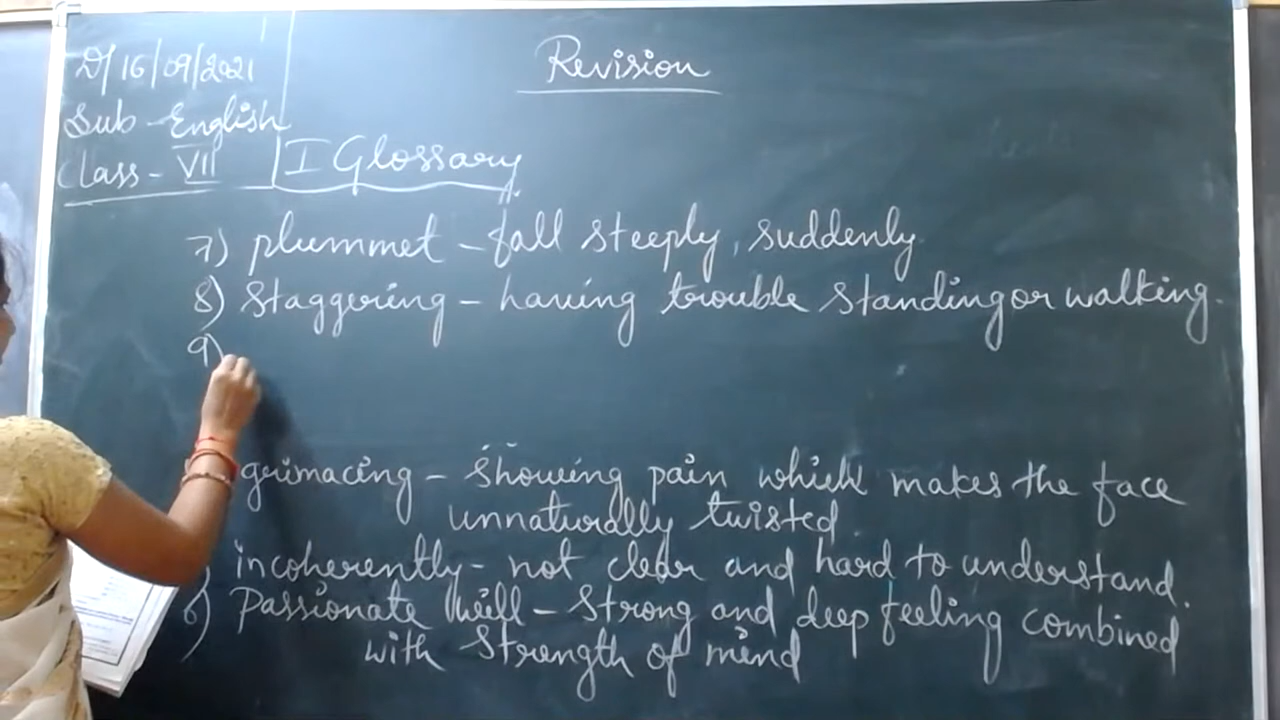 D/ 16/09/2021
Sub - English
Class - VII
Revision
I Glossary
7) plummet - fall steeply, suddenly
8) staggering - having trouble standing or walking.
9)
grimacing - showing pain which makes the face
unnaturally twisted
) incoherently - not clear and hard to understand.
6) Passionate will - strong and deep feeling combined
with strength of mind